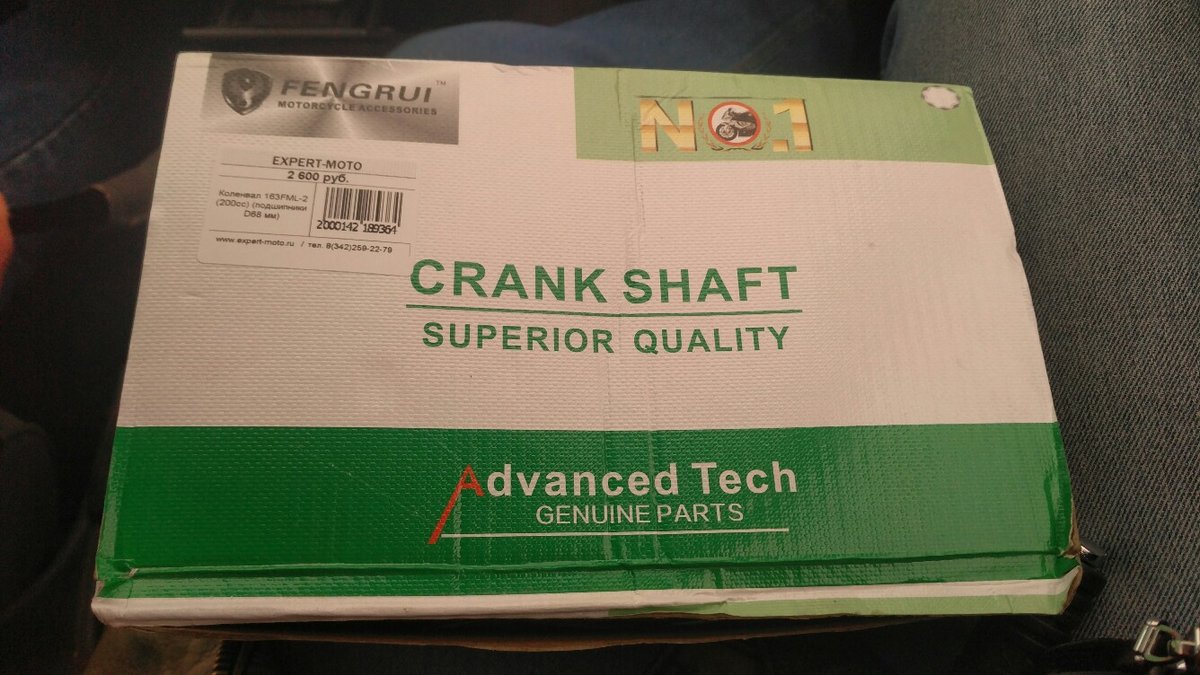 FENGRUI™
MOTORCYCLE ACCESSORIES
NO.1
EXPERT-MOTO
2 600 руб.
Коленвал 163FML-2
(200cc) (подшипники
D68 мм)
2000142 189364
www.expert-moto.ru / тел. 8(342)259-22-79
CRANK SHAFT
SUPERIOR QUALITY
Advanced Tech
GENUINE PARTS